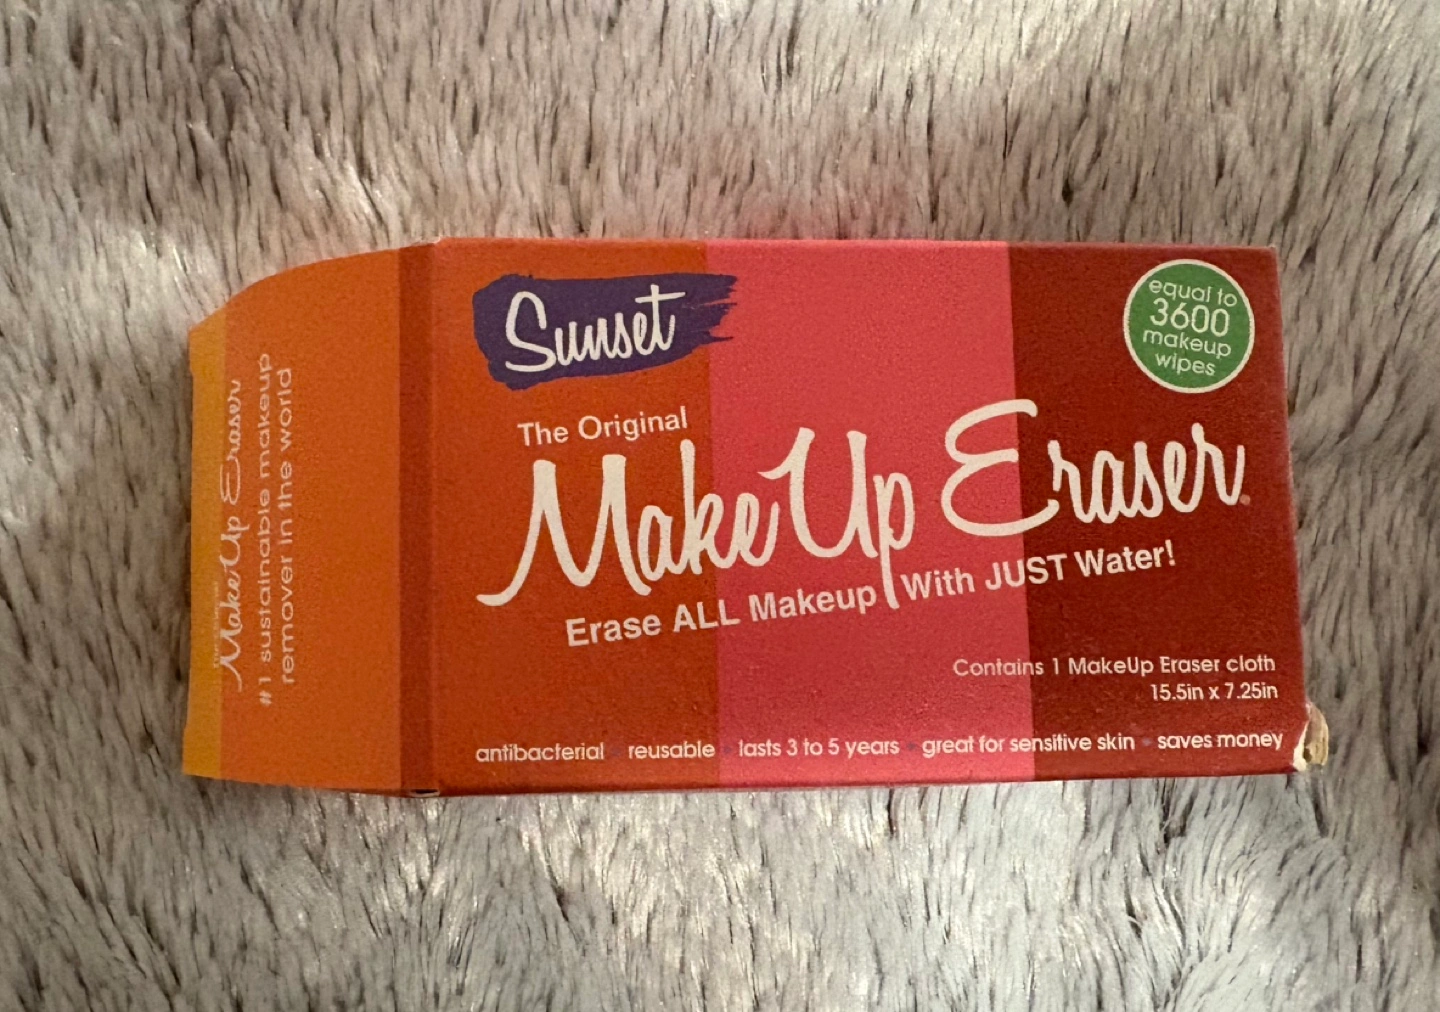 Sunset
equal to
3600
makeup
wipes
The Original
MakeUp Eraser
Erase ALL Makeup With JUST Water!
Contains 1 MakeUp Eraser cloth
15.5in x 7.25in
antibacterial reusable lasts 3 to 5 years great for sensitive skin saves money
MakeUp Eraser
#1 sustainable makeup
remover in the world